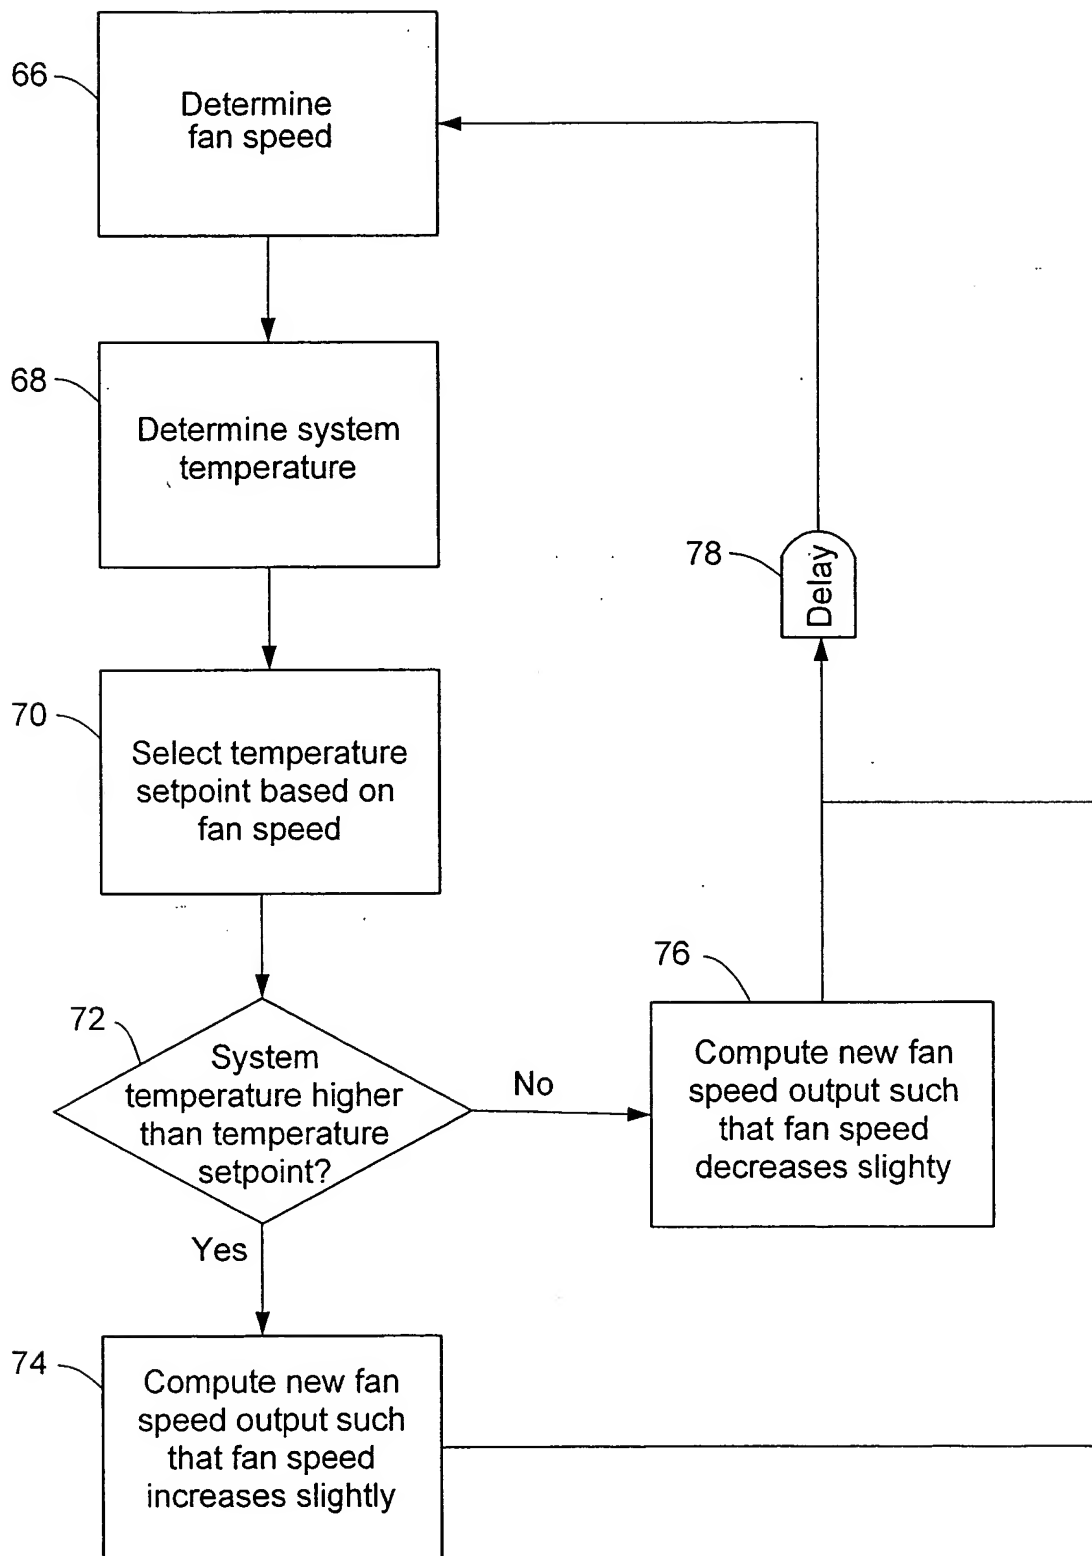 66
Determine
fan speed
68
Determine system
temperature
78
Delay
70
Select temperature
setpoint based on
fan speed
76
Compute new fan
speed output such
that fan speed
decreases slighty
72
System
temperature higher
than temperature
setpoint?
No
Yes
74
Compute new fan
speed output such
that fan speed
increases slightly